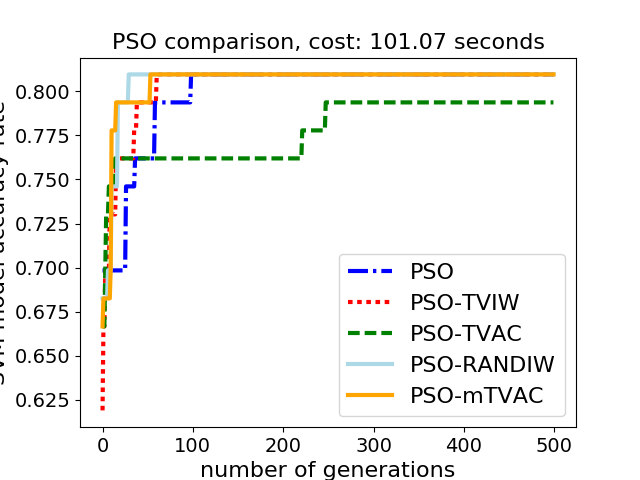 PSO comparison, cost: 101.07 seconds
SVM model accuracy rate
0.800
0.775
0.750
0.725
0.700
0.675
0.650
0.625
PSO
PSO-TVIW
PSO-TVAC
PSO-RANDIW
PSO-mTVAC
0
100
200
300
400
500
number of generations